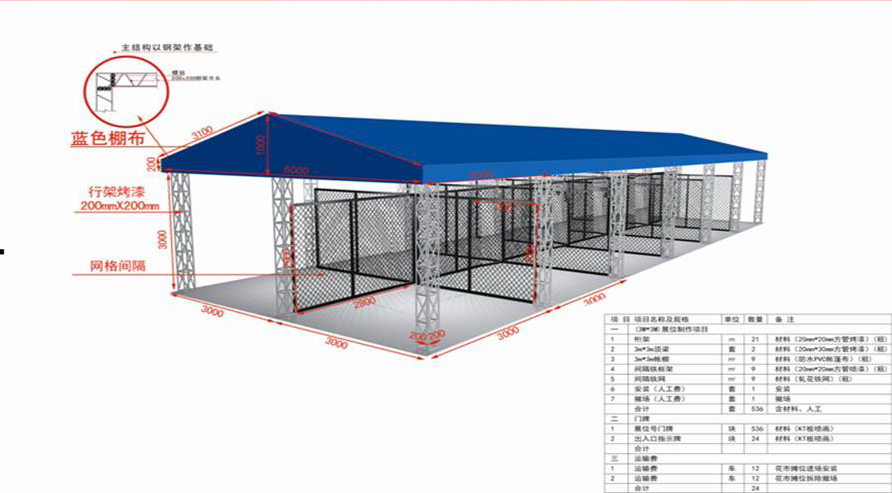 主结构以钢架作基础
200x200桁架方头
蓝色棚布
3100
1000
200
6000
行架烤漆
200mmX200mm
3000
网格间隔
2800
3000
3000
200
200
3000
3000
项 目 项目名称及规格 单位 数量 备 注
一 (3M*3M)展位制作项目
1 桁架 m 21 材料（20mm*20mm方管烤漆）(租)
2 3m*3m顶梁 套 2 材料（20mm*30mm方管烤漆）(租)
3 3m*3m帐棚 ㎡ 9 材料（防水PVC帐篷布）(租)
4 间隔铁框架 ㎡ 9 材料（20mm*20mm方管喷漆）(租)
5 间隔铁网 ㎡ 9 材料（轧花铁网）(租)
6 安装（人工费） 套 1 安装
7 撤场（人工费） 套 1 撤场
合计 套 536 含材料、人工
二 门牌
1 展位号门牌 块 536 材料（KT板喷画）
2 出入口指示牌 块 24 材料（KT板喷画）
合计
三 运输费
1 运输费 车 12 花市摊位进场安装
2 运输费 车 12 花市摊位拆除撤场
合计 24